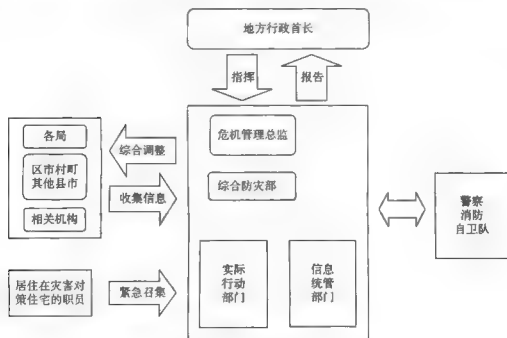 地方行政首长
指挥
报告
各局
区市村町
其他县市
相关机构
综合调整
收集信息
危机管理总监
综合防灾部
实际
行动
部门
信息
统管
部门
警察
消防
自卫队
居住在灾害对
策住宅的职员
紧急召集